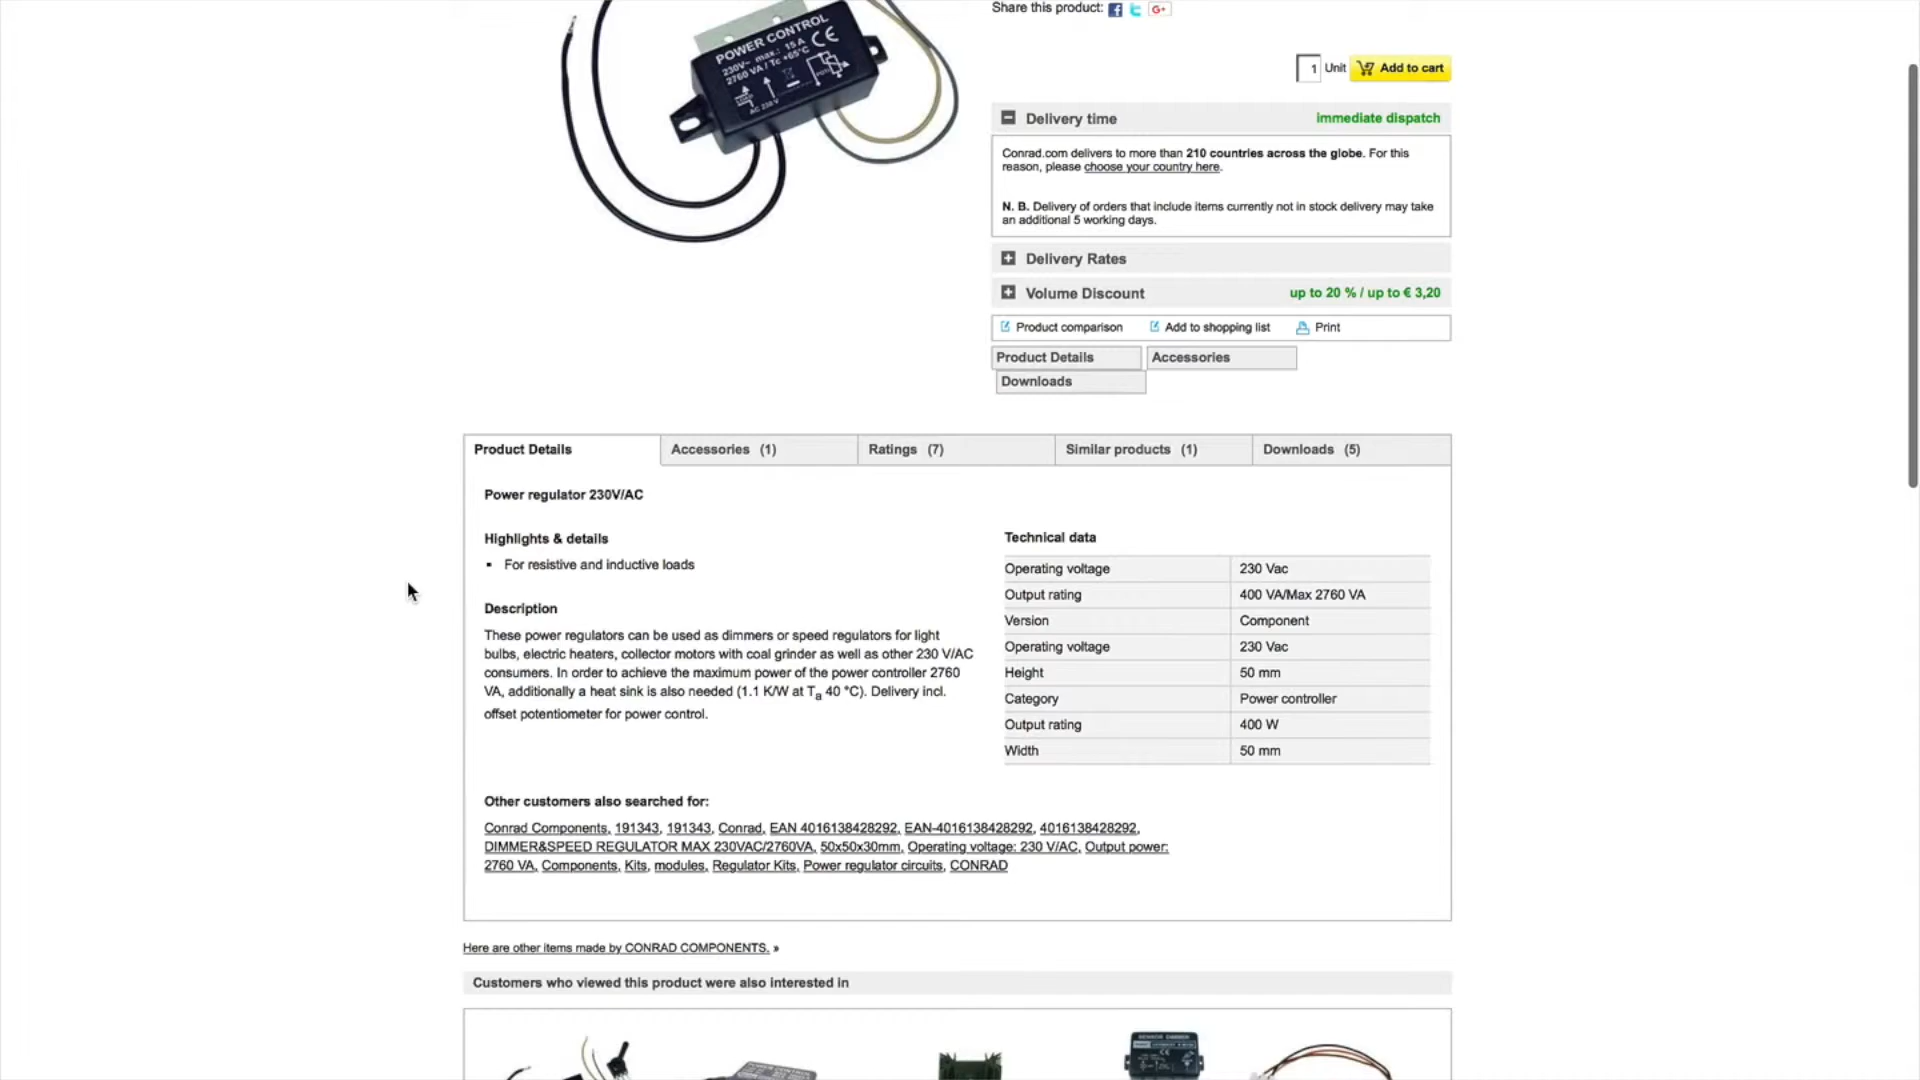 Share this product:
1 Unit Add to cart
POWER CONTROL
230V~ max.: 15 A
2760 VA / Tc +65°C
CE
AC 230 V
Delivery time immediate dispatch
Conrad.com delivers to more than 210 countries across the globe. For this
reason, please choose your country here.
N. B. Delivery of orders that include items currently not in stock delivery may take
an additional 5 working days.
Delivery Rates
Volume Discount up to 20 % / up to € 3,20
Product comparison Add to shopping list Print
Product Details Accessories
Downloads
Product Details Accessories (1) Ratings (7) Similar products (1) Downloads (5)
Power regulator 230V/AC
Highlights & details
▪ For resistive and inductive loads
Description
These power regulators can be used as dimmers or speed regulators for light
bulbs, electric heaters, collector motors with coal grinder as well as other 230 V/AC
consumers. In order to achieve the maximum power of the power controller 2760
VA, additionally a heat sink is also needed (1.1 K/W at Ta 40 °C). Delivery incl.
offset potentiometer for power control.
Technical data
Operating voltage 230 Vac
Output rating 400 VA/Max 2760 VA
Version Component
Operating voltage 230 Vac
Height 50 mm
Category Power controller
Output rating 400 W
Width 50 mm
Other customers also searched for:
Conrad Components, 191343, 191343, Conrad, EAN 4016138428292, EAN-4016138428292, 4016138428292,
DIMMER&SPEED REGULATOR MAX 230VAC/2760VA, 50x50x30mm, Operating voltage: 230 V/AC, Output power:
2760 VA, Components, Kits, modules, Regulator Kits, Power regulator circuits, CONRAD
Here are other items made by CONRAD COMPONENTS. »
Customers who viewed this product were also interested in
SENSOR DIMMER